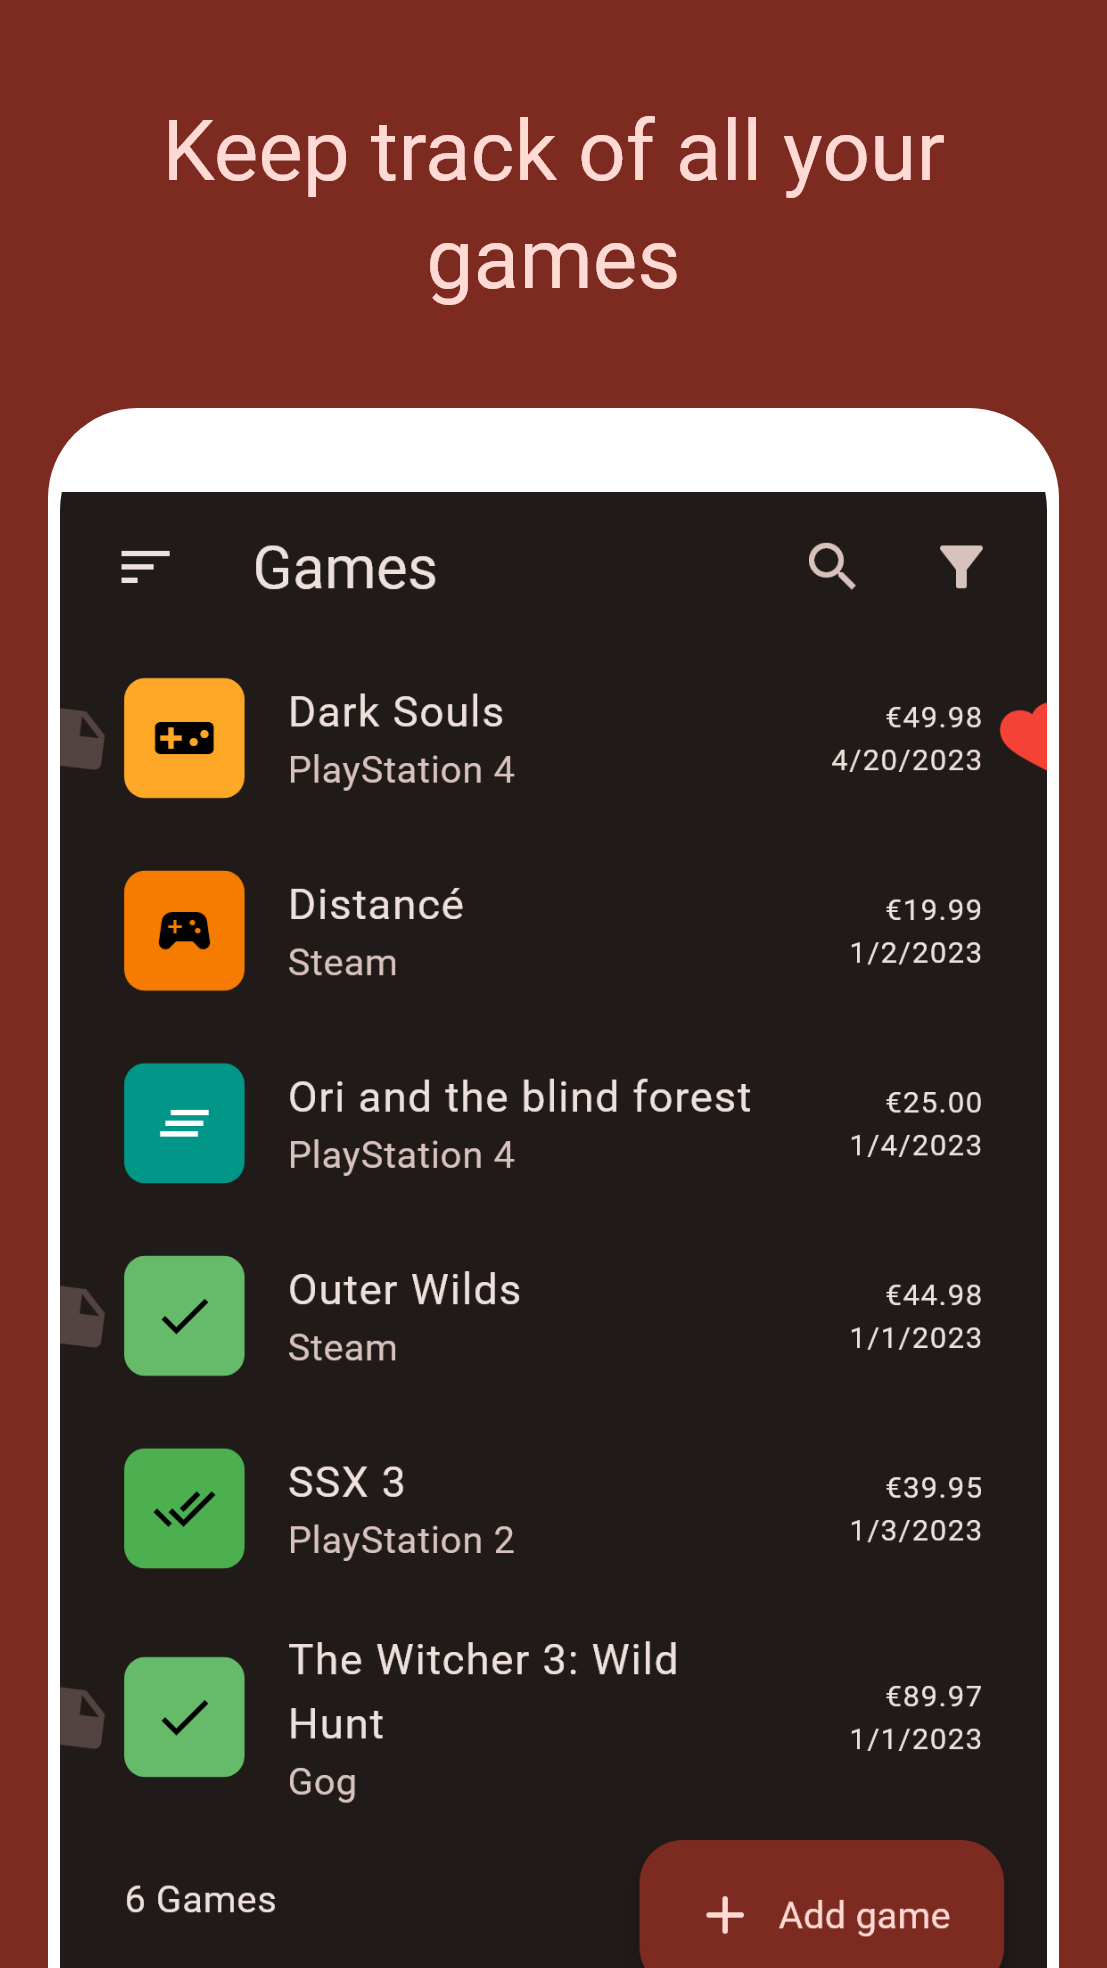 Keep track of all your
games
Games
Dark Souls
PlayStation 4
€49.98
4/20/2023
Distancé
Steam
€19.99
1/2/2023
Ori and the blind forest
PlayStation 4
€25.00
1/4/2023
Outer Wilds
Steam
€44.98
1/1/2023
SSX 3
PlayStation 2
€39.95
1/3/2023
The Witcher 3: Wild
Hunt
Gog
€89.97
1/1/2023
6 Games
Add game